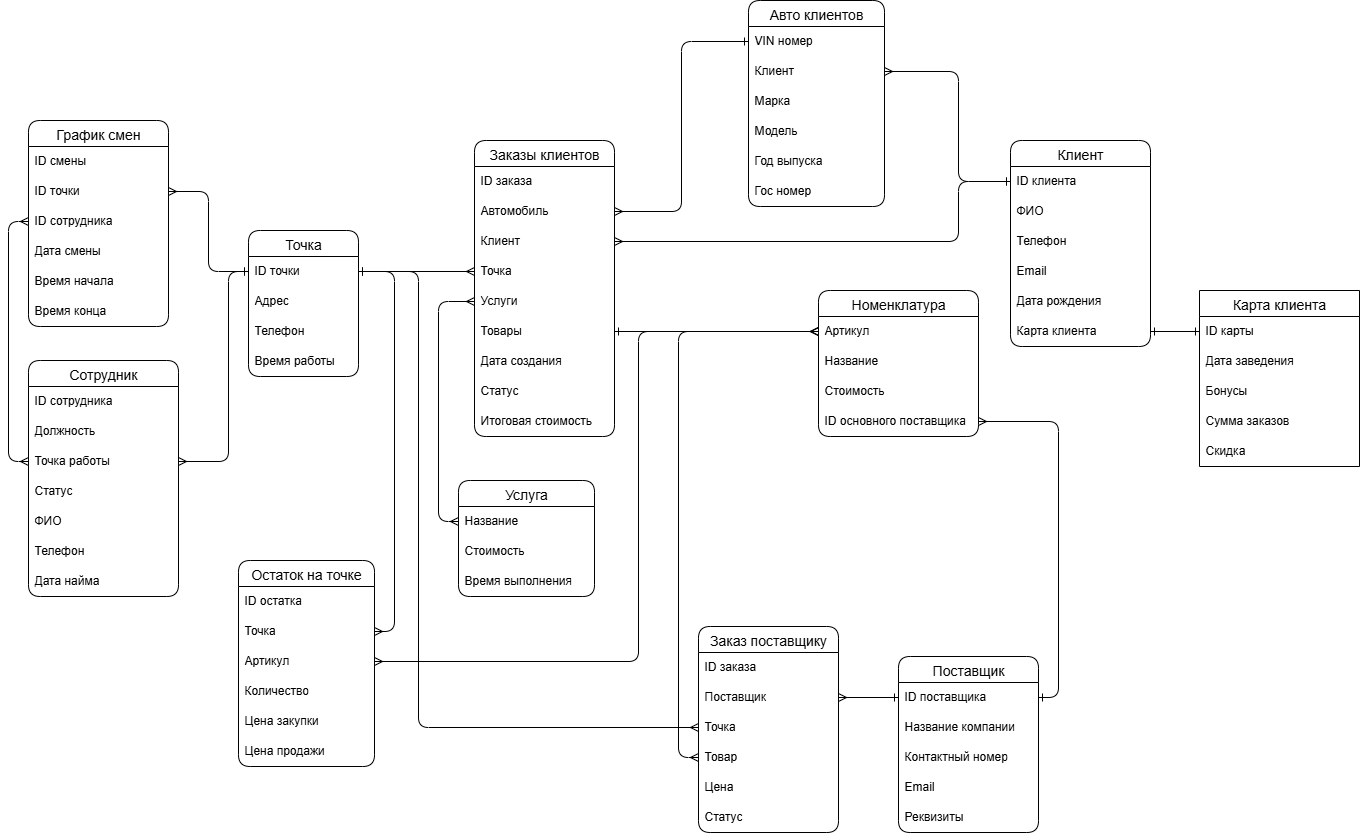 Авто клиентов
VIN номер
Клиент
Марка
Модель
Год выпуска
Гос номер
График смен
ID смены
ID точки
ID сотрудника
Дата смены
Время начала
Время конца
Заказы клиентов
ID заказа
Автомобиль
Клиент
Точка
Услуги
Товары
Дата создания
Статус
Итоговая стоимость
Клиент
ID клиента
ФИО
Телефон
Email
Дата рождения
Карта клиента
Точка
ID точки
Адрес
Телефон
Время работы
Номенклатура
Артикул
Название
Стоимость
ID основного поставщика
Карта клиента
ID карты
Дата заведения
Бонусы
Сумма заказов
Скидка
Сотрудник
ID сотрудника
Должность
Точка работы
Статус
ФИО
Телефон
Дата найма
Услуга
Название
Стоимость
Время выполнения
Остаток на точке
ID остатка
Точка
Артикул
Количество
Цена закупки
Цена продажи
Заказ поставщику
ID заказа
Поставщик
Точка
Товар
Цена
Статус
Поставщик
ID поставщика
Название компании
Контактный номер
Email
Реквизиты